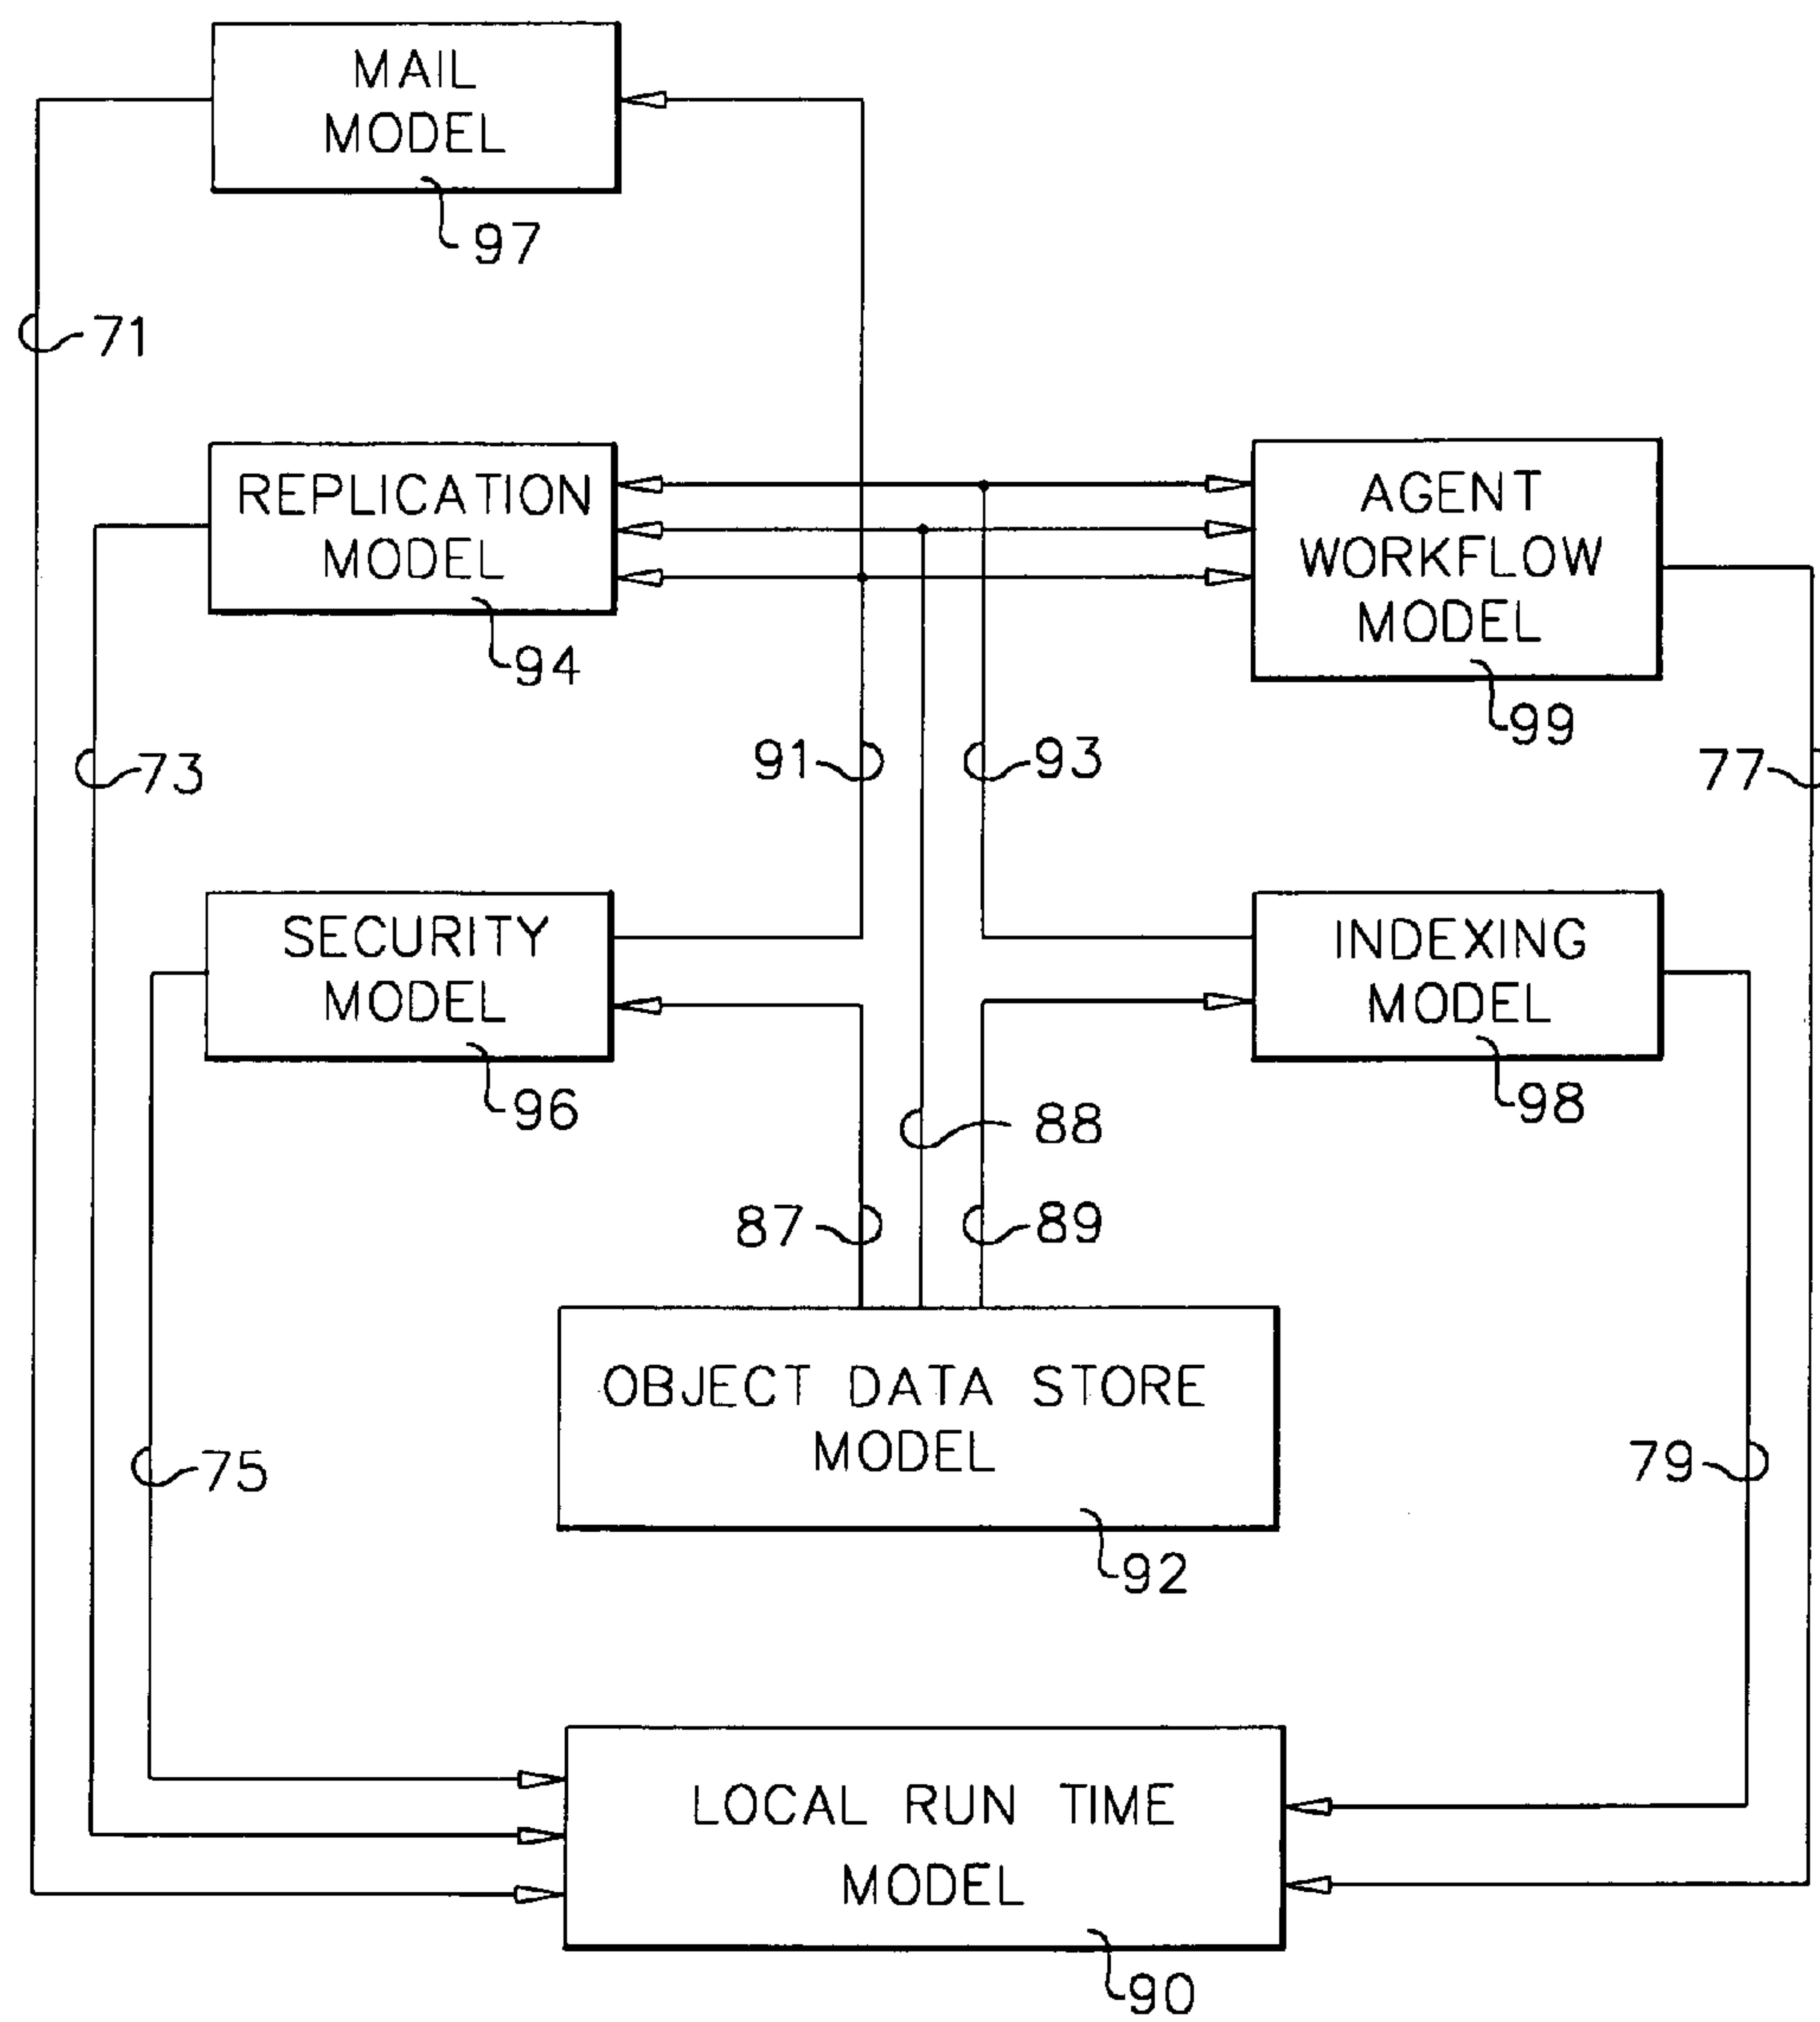 MAIL
MODEL
97
71
REPLICATION
MODEL
94
AGENT
WORKFLOW
MODEL
99
73
91
93
77
SECURITY
MODEL
96
INDEXING
MODEL
98
88
87
89
OBJECT DATA STORE
MODEL
92
75
79
LOCAL RUN TIME
MODEL
90